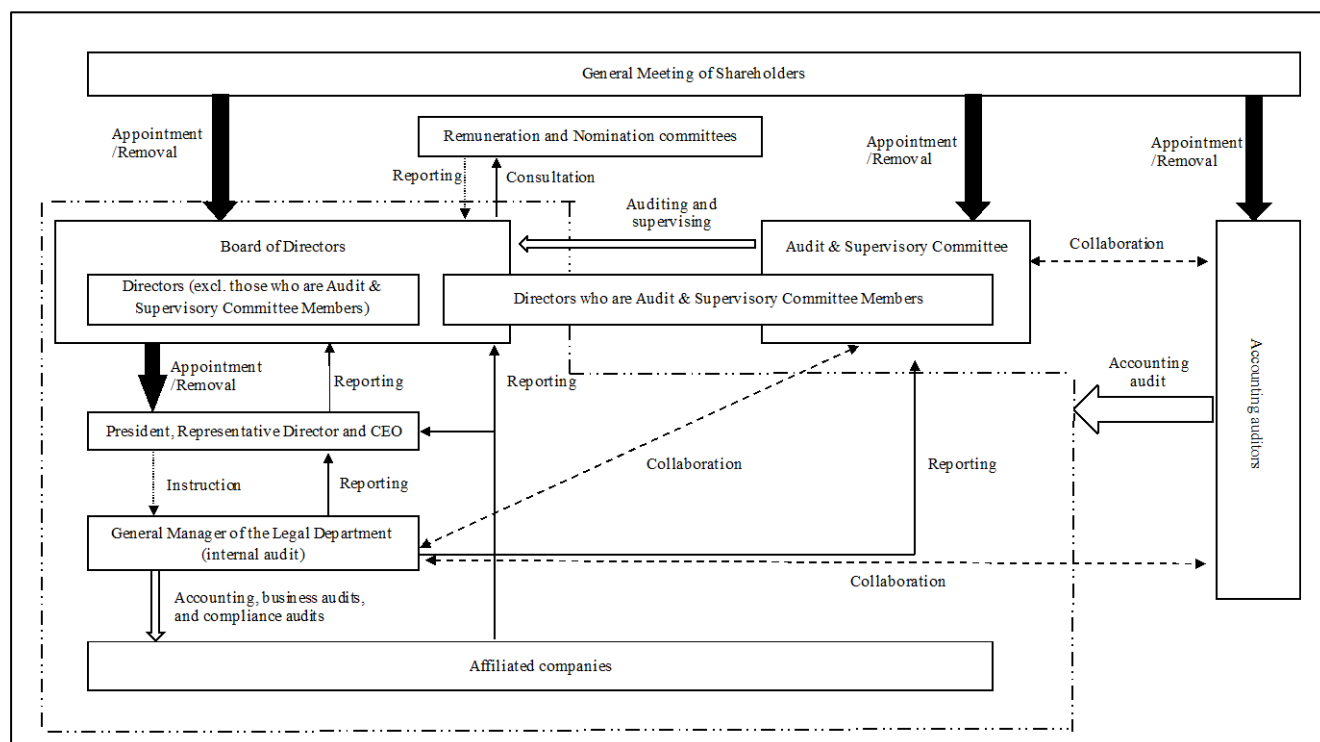 General Meeting of Shareholders
Appointment
/Removal
Remuneration and Nomination committees
Appointment
/Removal
Appointment
/Removal
Reporting
Consultation
Auditing and
supervising
Board of Directors
Audit & Supervisory Committee
Collaboration
Directors (excl. those who are Audit &
Supervisory Committee Members)
Directors who are Audit & Supervisory Committee Members
Accounting auditors
Appointment
/Removal
Reporting
Reporting
Accounting
audit
President, Representative Director and CEO
Collaboration
Reporting
Instruction
Reporting
General Manager of the Legal Department
(internal audit)
Collaboration
Accounting, business audits,
and compliance audits
Affiliated companies